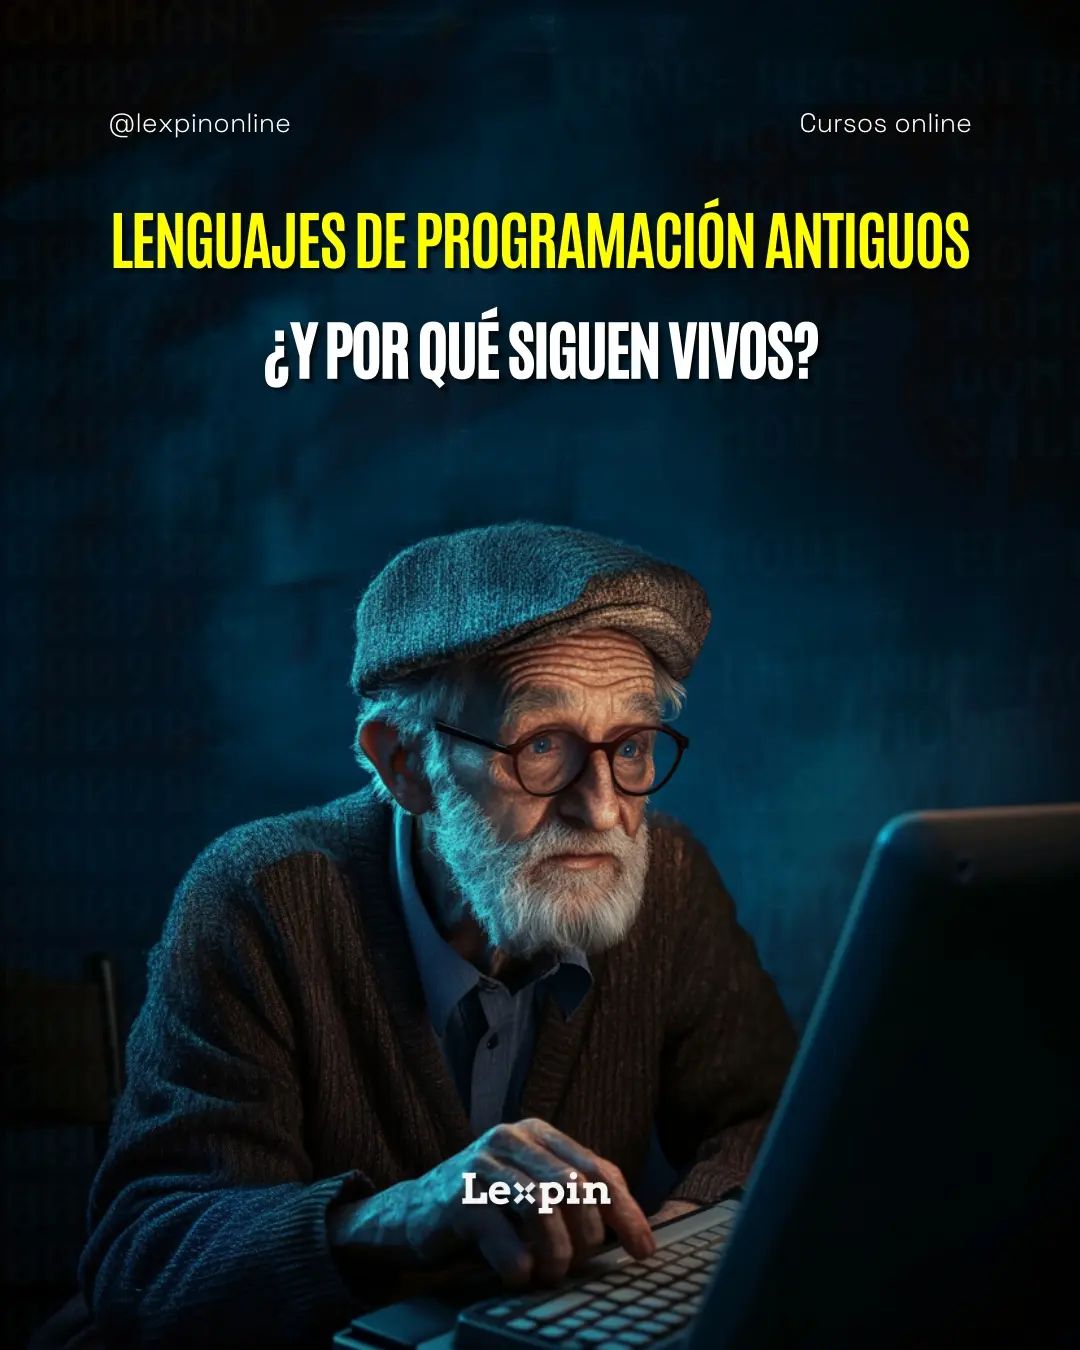 @lexpinonline
Cursos online
LENGUAJES DE PROGRAMACIÓN ANTIGUOS
¿Y POR QUÉ SIGUEN VIVOS?
Lexpin